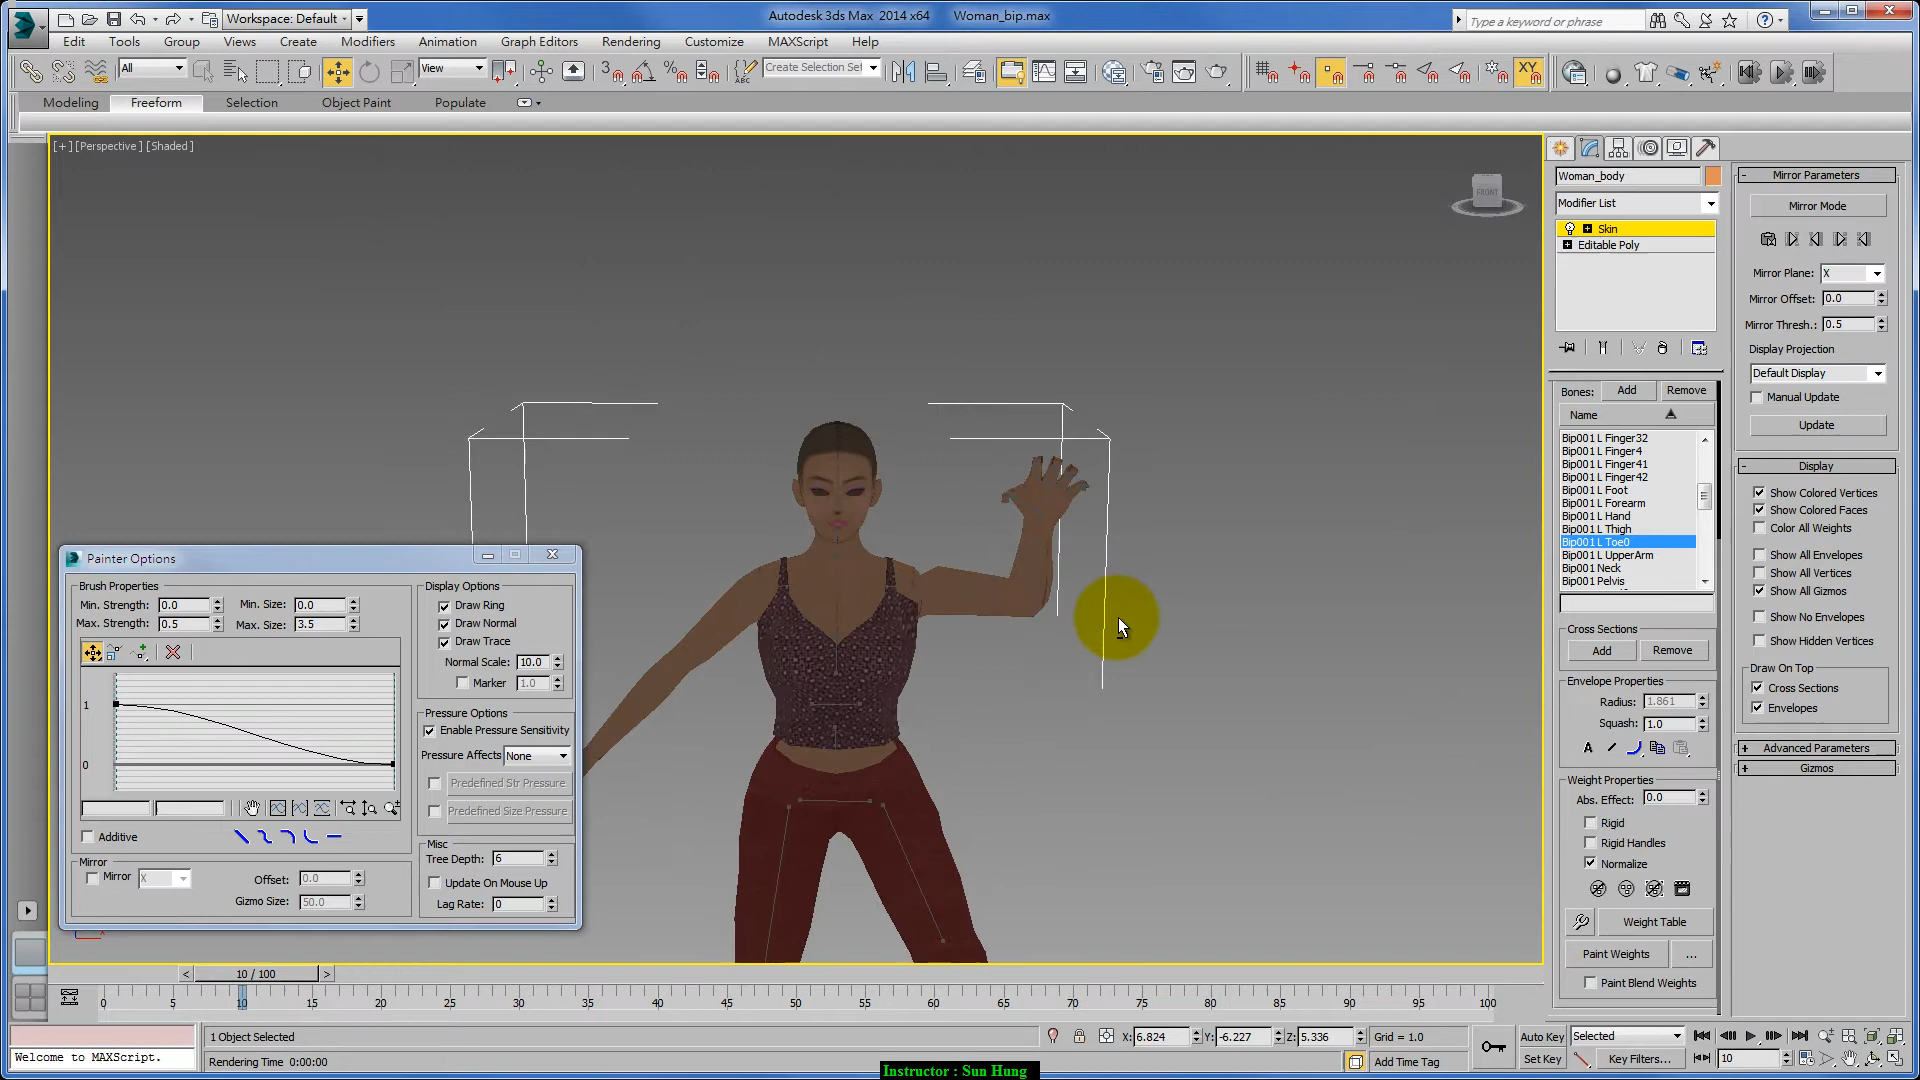 Workspace: Default
Autodesk 3ds Max 2014 x64 Woman_bip.max
Type a keyword or phrase
Edit Tools Group Views Create Modifiers Animation Graph Editors Rendering Customize MAXScript Help
All
View
Create Selection Set
XY
Modeling Freeform Selection Object Paint Populate
[+][Perspective][Shaded]
FRONT
Woman_body
Modifier List
Skin
Editable Poly
Mirror Parameters
Mirror Mode
Mirror Plane: X
Mirror Offset: 0.0
Mirror Thresh.: 0.5
Display Projection
Default Display
Manual Update
Update
Bones: Add Remove
Name
Bip001 L Finger32
Bip001 L Finger4
Bip001 L Finger41
Bip001 L Finger42
Bip001 L Foot
Bip001 L Forearm
Bip001 L Hand
Bip001 L Thigh
Bip001 L Toe0
Bip001 L UpperArm
Bip001 Neck
Bip001 Pelvis
Display
Show Colored Vertices
Show Colored Faces
Color All Weights
Show All Envelopes
Show All Vertices
Show All Gizmos
Show No Envelopes
Show Hidden Vertices
Draw On Top
Cross Sections
Envelopes
Advanced Parameters
Gizmos
Cross Sections
Add Remove
Envelope Properties
Radius: 1.861
Squash: 1.0
A
Weight Properties
Abs. Effect: 0.0
Rigid
Rigid Handles
Normalize
Weight Table
Paint Weights ...
Paint Blend Weights
Painter Options
Brush Properties
Min. Strength: 0.0 Min. Size: 0.0
Max. Strength: 0.5 Max. Size: 3.5
1
0
Additive
Mirror
Mirror X Offset: 0.0
Gizmo Size: 50.0
Display Options
Draw Ring
Draw Normal
Draw Trace
Normal Scale: 10.0
Marker 1.0
Pressure Options
Enable Pressure Sensitivity
Pressure Affects None
Predefined Str Pressure
Predefined Size Pressure
Misc
Tree Depth: 6
Update On Mouse Up
Lag Rate: 0
< 10 / 100 >
0 5 10 15 20 25 30 35 40 45 50 55 60 65 70 75 80 85 90 95 100
1 Object Selected
X: 6.824 Y: -6.227 Z: 5.336 Grid = 1.0
Auto Key Selected
Welcome to MAXScript.
Rendering Time 0:00:00
Add Time Tag
Set Key Key Filters... 10
Instructor : Sun Hung